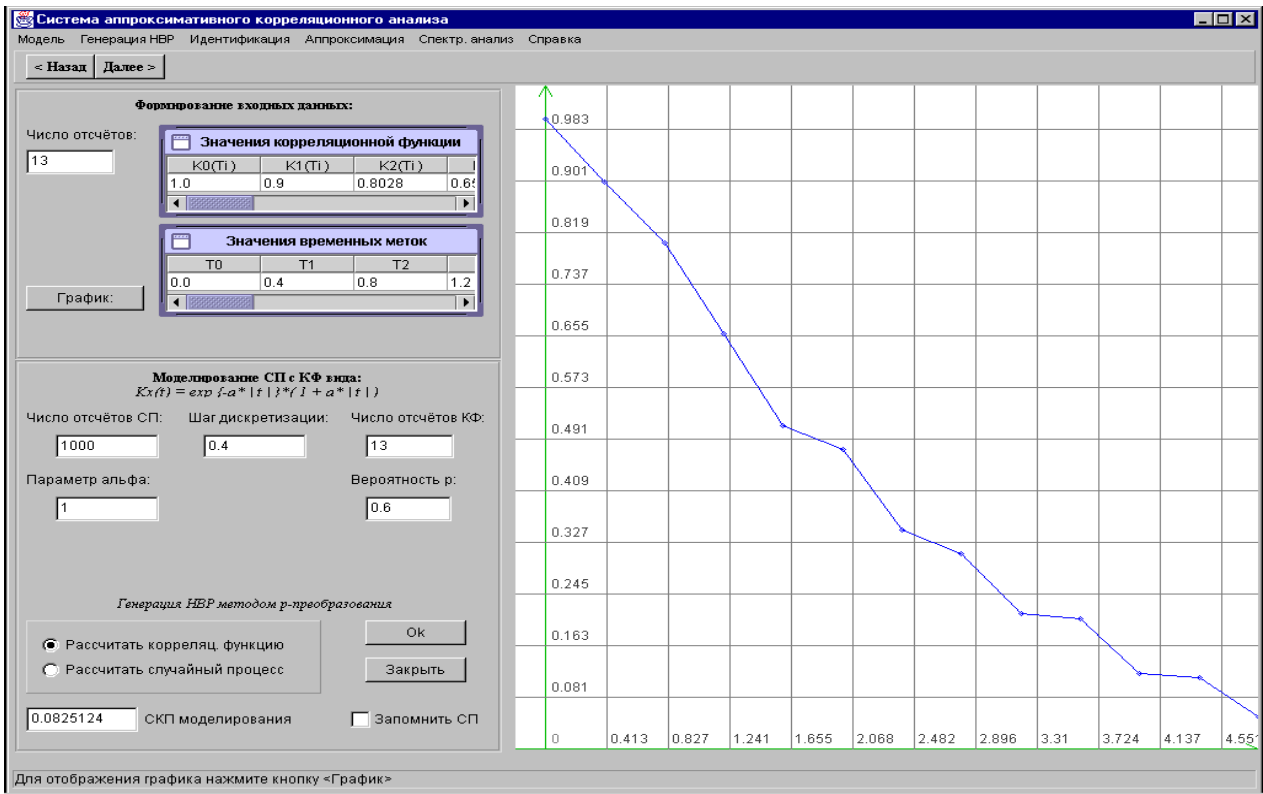 Система аппроксимативного корреляционного анализа
Модель Генерация НВР Идентификация Аппроксимация Спектр. анализ Справка
< Назад Далее >
Формирование входных данных:
Число отсчётов:
13
Значения корреляционной функции
K0(Ti) K1(Ti) K2(Ti)
1.0 0.9 0.8028
Значения временных меток
T0 T1 T2
0.0 0.4 0.8 1.2
График:
Моделирование СП с КФ вида:
Kx(t) = exp {-a* | t | }*( 1 + a* | t | )
Число отсчётов СП: Шаг дискретизации: Число отсчётов КФ:
1000 0.4 13
Параметр альфа: Вероятность p:
1 0.6
Генерация НВР методом p-преобразования
Рассчитать корреляц. функцию
Рассчитать случайный процесс
Ok
Закрыть
0.0825124 СКП моделирования
Запомнить СП
0.983
0.901
0.819
0.737
0.655
0.573
0.491
0.409
0.327
0.245
0.163
0.081
0 0.413 0.827 1.241 1.655 2.068 2.482 2.896 3.31 3.724 4.137 4.551
Для отображения графика нажмите кнопку <График>